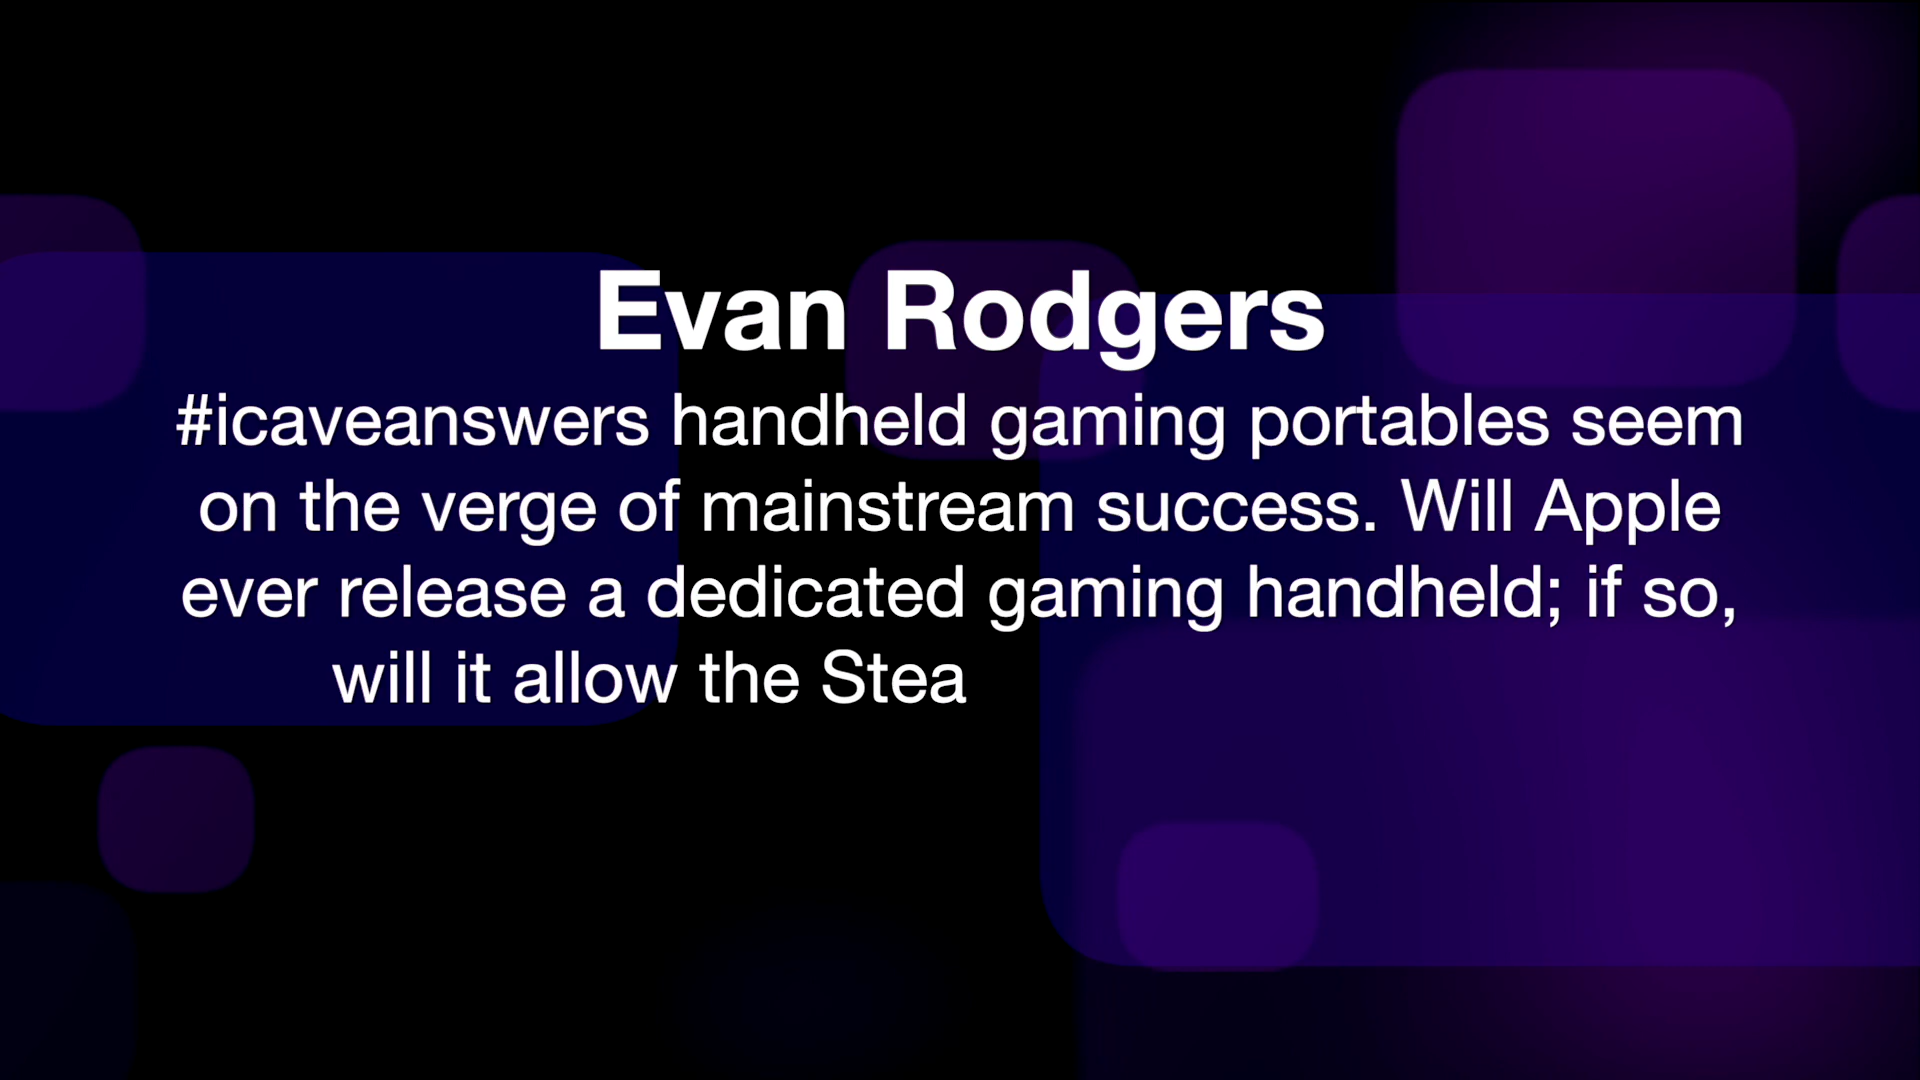 Evan Rodgers
#icaveanswers handheld gaming portables seem
on the verge of mainstream success. Will Apple
ever release a dedicated gaming handheld; if so,
will it allow the Stea